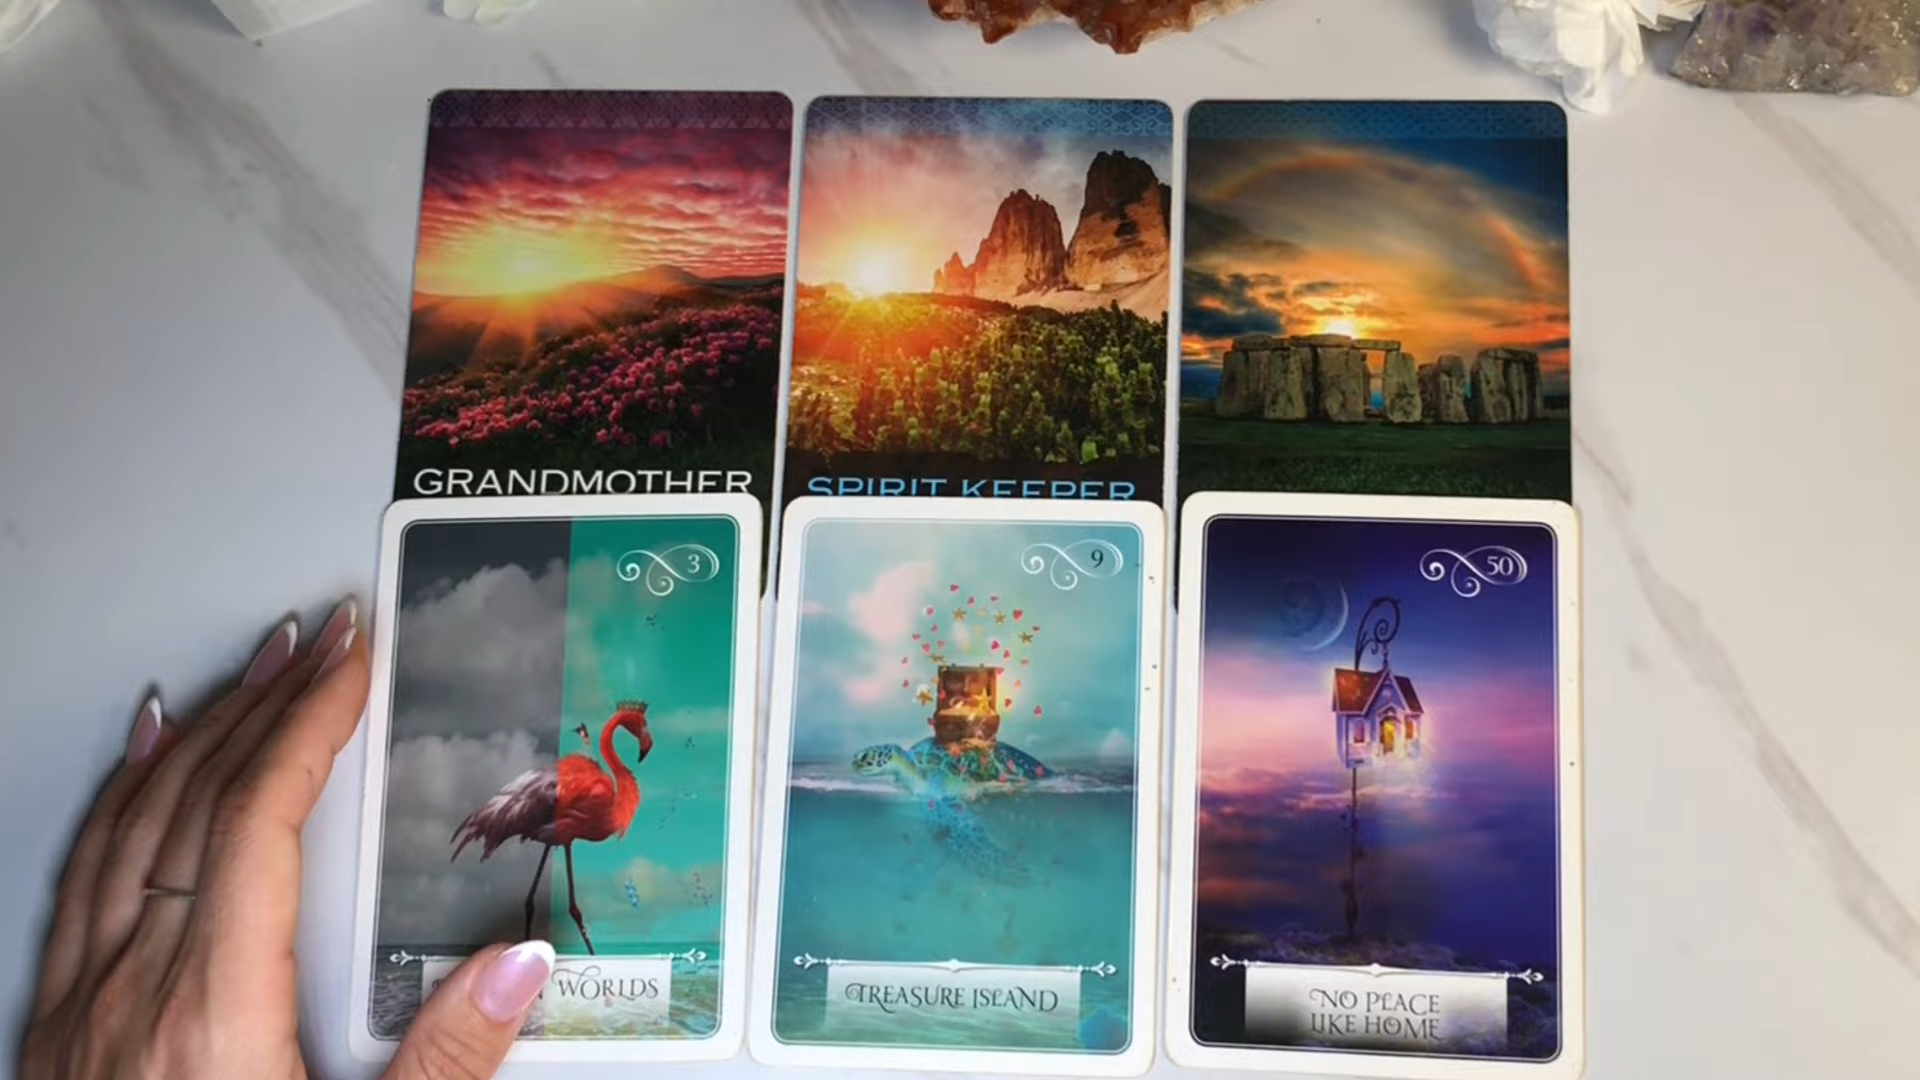 GRANDMOTHER
SPIRIT KEEPER
3
9
50
WORLDS
TREASURE ISLAND
NO PLACE
LIKE HOME